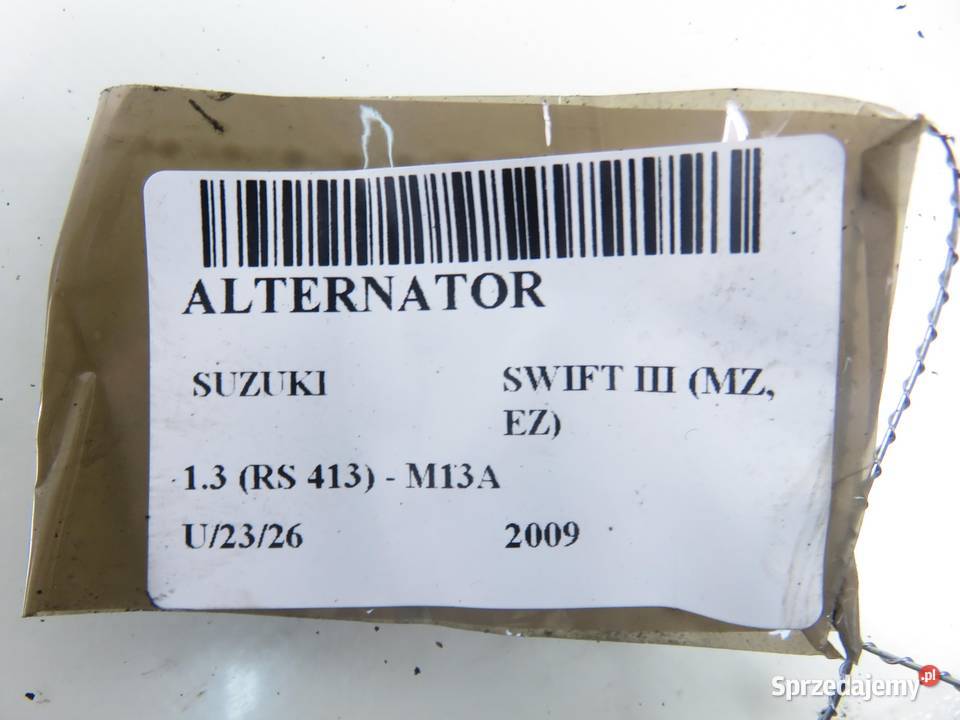 ALTERNATOR
SUZUKI SWIFT III (MZ,
EZ)
1.3 (RS 413) - M13A
U/23/26 2009
Sprzedajemy.pl